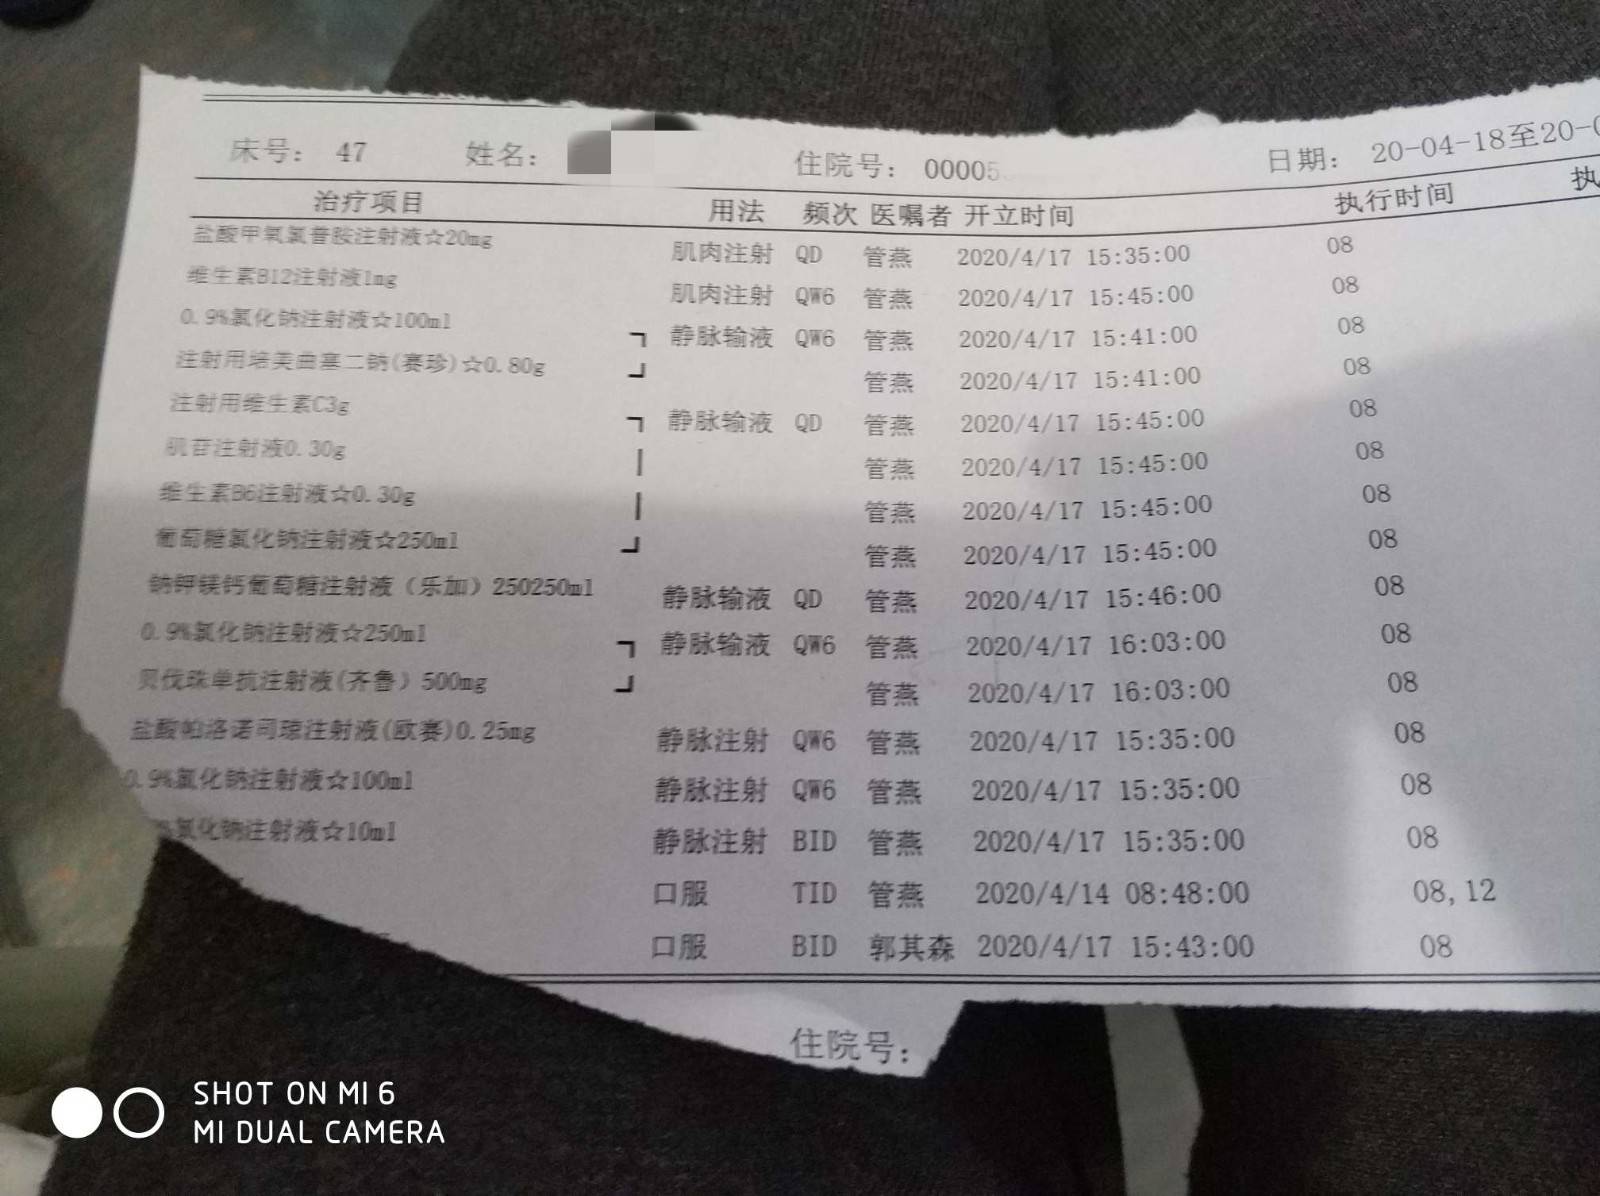 床号： 47 姓名： 住院号： 00005 日期： 20-04-18至20-0
治疗项目 用法 频次 医嘱者 开立时间 执行时间 执
盐酸甲氧氯普胺注射液☆20mg 肌肉注射 QD 管燕 2020/4/17 15:35:00 08
维生素B12注射液1mg 肌肉注射 QW6 管燕 2020/4/17 15:45:00 08
0.9%氯化钠注射液☆100ml ┐ 静脉输液 QW6 管燕 2020/4/17 15:41:00 08
注射用培美曲塞二钠(赛珍)☆0.80g ┘ 管燕 2020/4/17 15:41:00 08
注射用维生素C3g ┐ 静脉输液 QD 管燕 2020/4/17 15:45:00 08
肌苷注射液0.30g | 管燕 2020/4/17 15:45:00 08
维生素B6注射液☆0.30g | 管燕 2020/4/17 15:45:00 08
葡萄糖氯化钠注射液☆250ml ┘ 管燕 2020/4/17 15:45:00 08
钠钾镁钙葡萄糖注射液（乐加）250250ml 静脉输液 QD 管燕 2020/4/17 15:46:00 08
0.9%氯化钠注射液☆250ml ┐ 静脉输液 QW6 管燕 2020/4/17 16:03:00 08
贝伐珠单抗注射液(齐鲁）500mg ┘ 管燕 2020/4/17 16:03:00 08
盐酸帕洛诺司琼注射液(欧赛)0.25mg 静脉注射 QW6 管燕 2020/4/17 15:35:00 08
0.9%氯化钠注射液☆100ml 静脉注射 QW6 管燕 2020/4/17 15:35:00 08
%氯化钠注射液☆10ml 静脉注射 BID 管燕 2020/4/17 15:35:00 08
口服 TID 管燕 2020/4/14 08:48:00 08,12
口服 BID 郭其森 2020/4/17 15:43:00 08
住院号：
SHOT ON MI 6
MI DUAL CAMERA